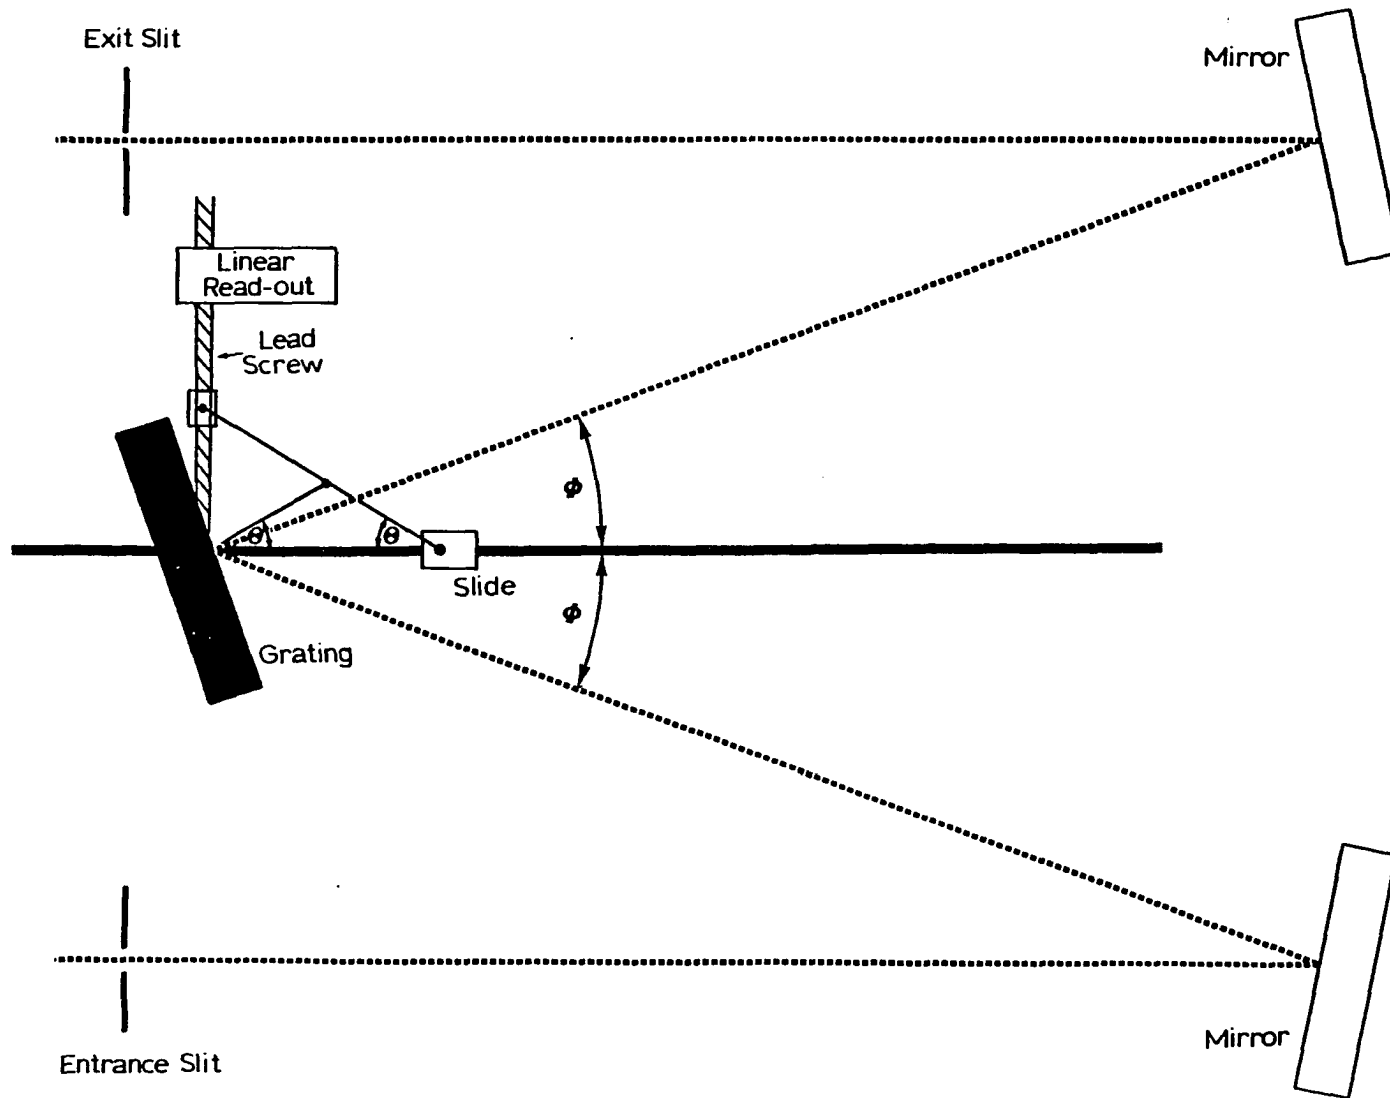 Exit Slit
Mirror
Linear
Read-out
Lead
Screw
ϕ
θ
θ
Slide
ϕ
Grating
Mirror
Entrance Slit